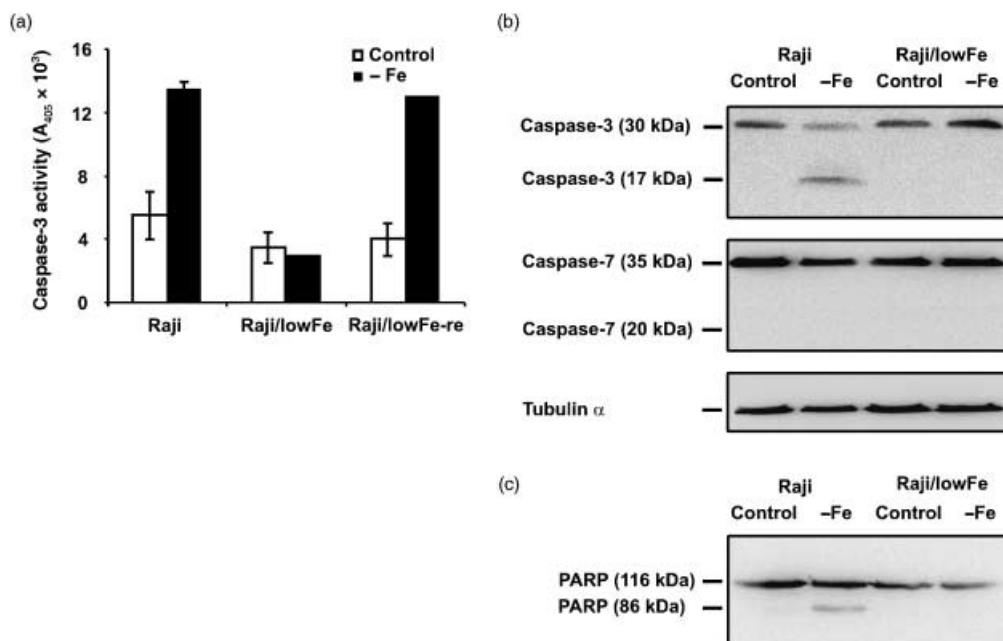 (a)
Caspase-3 activity (A₄₀₅ × 10³)
16
12
8
4
0
Control
– Fe
Raji
Raji/lowFe
Raji/lowFe-re
(b)
Raji
Raji/lowFe
Control
–Fe
Control
–Fe
Caspase-3 (30 kDa)
Caspase-3 (17 kDa)
Caspase-7 (35 kDa)
Caspase-7 (20 kDa)
Tubulin α
(c)
Raji
Raji/lowFe
Control
–Fe
Control
–Fe
PARP (116 kDa)
PARP (86 kDa)